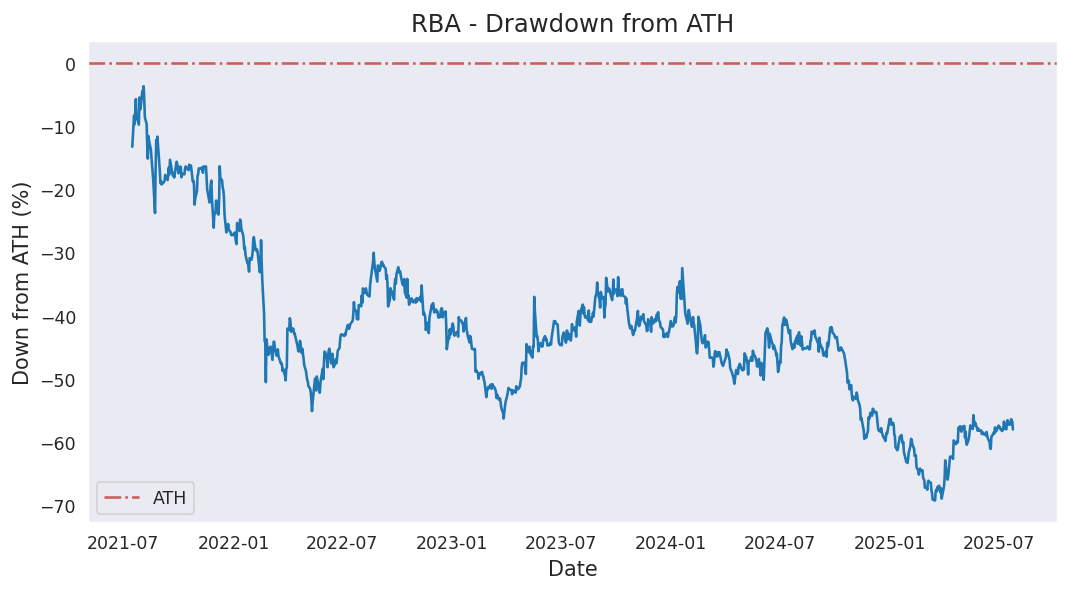 RBA - Drawdown from ATH
Down from ATH (%)
0
−10
−20
−30
−40
−50
−60
−70
ATH
2021-07 2022-01 2022-07 2023-01 2023-07 2024-01 2024-07 2025-01 2025-07
Date